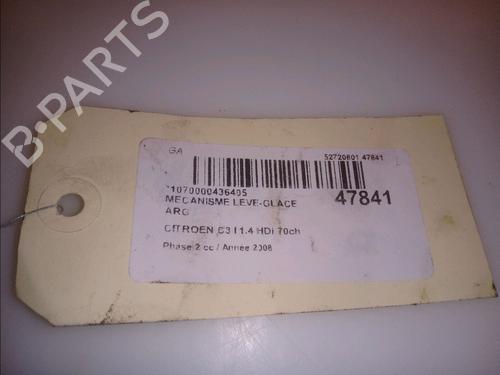 GA
52720801 47841
*1070000436405
47841
MECANISME LEVE-GLACE
ARG
CITROEN C3 I 1.4 HDi 70ch
Phase 2 cc / Année 2008
B-PARTS